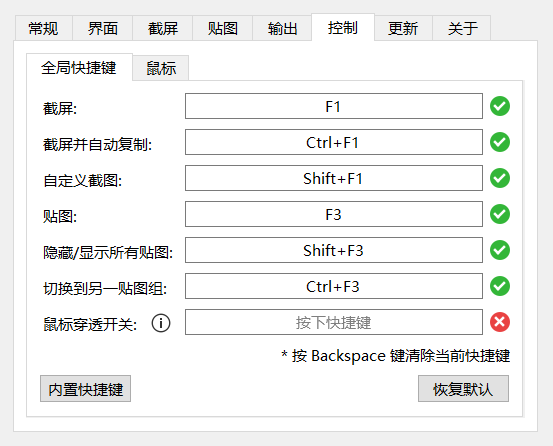 常规 界面 截屏 贴图 输出 控制 更新 关于
全局快捷键 鼠标
截屏: F1
截屏并自动复制: Ctrl+F1
自定义截图: Shift+F1
贴图: F3
隐藏/显示所有贴图: Shift+F3
切换到另一贴图组: Ctrl+F3
鼠标穿透开关: 按下快捷键
* 按 Backspace 键清除当前快捷键
内置快捷键 恢复默认